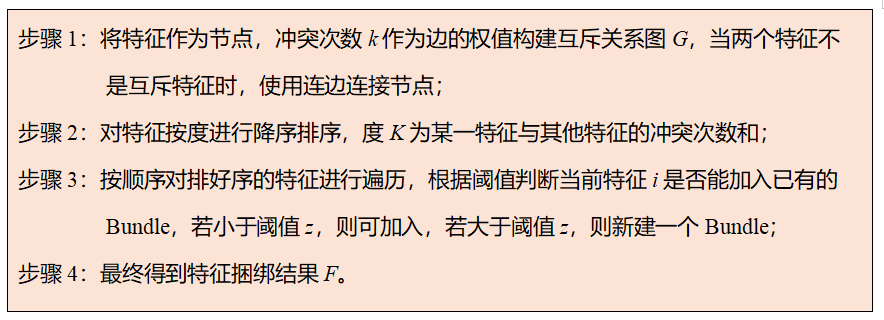 步骤 1：将特征作为节点，冲突次数 k 作为边的权值构建互斥关系图 G，当两个特征不
是互斥特征时，使用连边连接节点；
步骤 2：对特征按度进行降序排序，度 K 为某一特征与其他特征的冲突次数和；
步骤 3：按顺序对排好序的特征进行遍历，根据阈值判断当前特征 i 是否能加入已有的
Bundle，若小于阈值 z，则可加入，若大于阈值 z，则新建一个 Bundle；
步骤 4：最终得到特征捆绑结果 F。